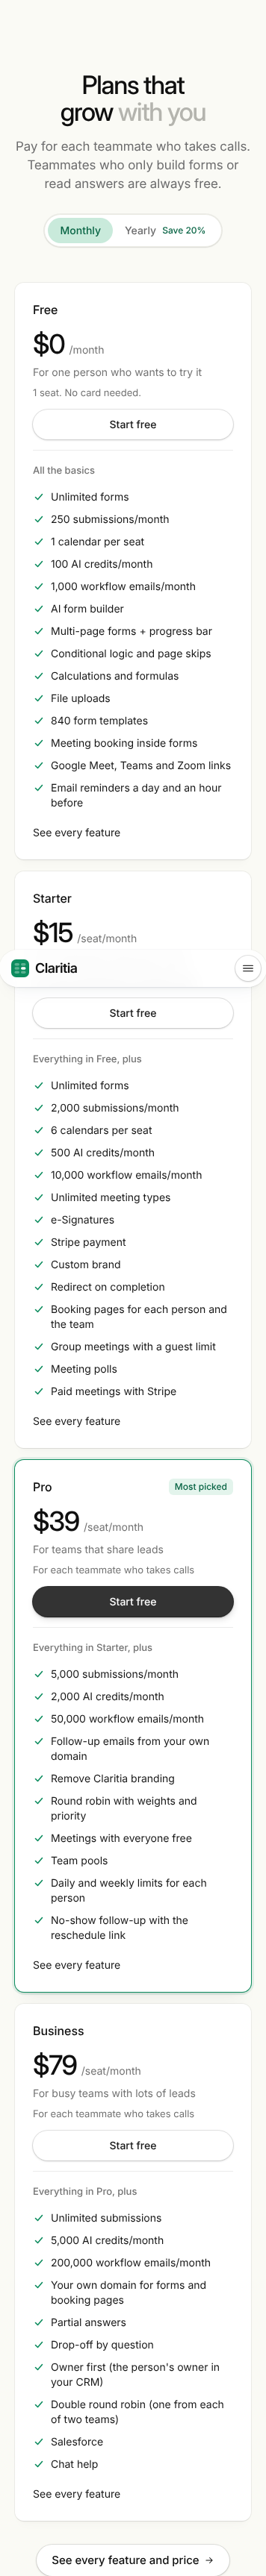 Plans that
grow with you
Pay for each teammate who takes calls.
Teammates who only build forms or
read answers are always free.
Monthly
Yearly Save 20%
Free
$0 /month
For one person who wants to try it
1 seat. No card needed.
Start free
All the basics
Unlimited forms
250 submissions/month
1 calendar per seat
100 AI credits/month
1,000 workflow emails/month
AI form builder
Multi-page forms + progress bar
Conditional logic and page skips
Calculations and formulas
File uploads
840 form templates
Meeting booking inside forms
Google Meet, Teams and Zoom links
Email reminders a day and an hour
before
See every feature
Starter
$15 /seat/month
Claritia
Start free
Everything in Free, plus
Unlimited forms
2,000 submissions/month
6 calendars per seat
500 AI credits/month
10,000 workflow emails/month
Unlimited meeting types
e-Signatures
Stripe payment
Custom brand
Redirect on completion
Booking pages for each person and
the team
Group meetings with a guest limit
Meeting polls
Paid meetings with Stripe
See every feature
Pro
Most picked
$39 /seat/month
For teams that share leads
For each teammate who takes calls
Start free
Everything in Starter, plus
5,000 submissions/month
2,000 AI credits/month
50,000 workflow emails/month
Follow-up emails from your own
domain
Remove Claritia branding
Round robin with weights and
priority
Meetings with everyone free
Team pools
Daily and weekly limits for each
person
No-show follow-up with the
reschedule link
See every feature
Business
$79 /seat/month
For busy teams with lots of leads
For each teammate who takes calls
Start free
Everything in Pro, plus
Unlimited submissions
5,000 AI credits/month
200,000 workflow emails/month
Your own domain for forms and
booking pages
Partial answers
Drop-off by question
Owner first (the person's owner in
your CRM)
Double round robin (one from each
of two teams)
Salesforce
Chat help
See every feature
See every feature and price →